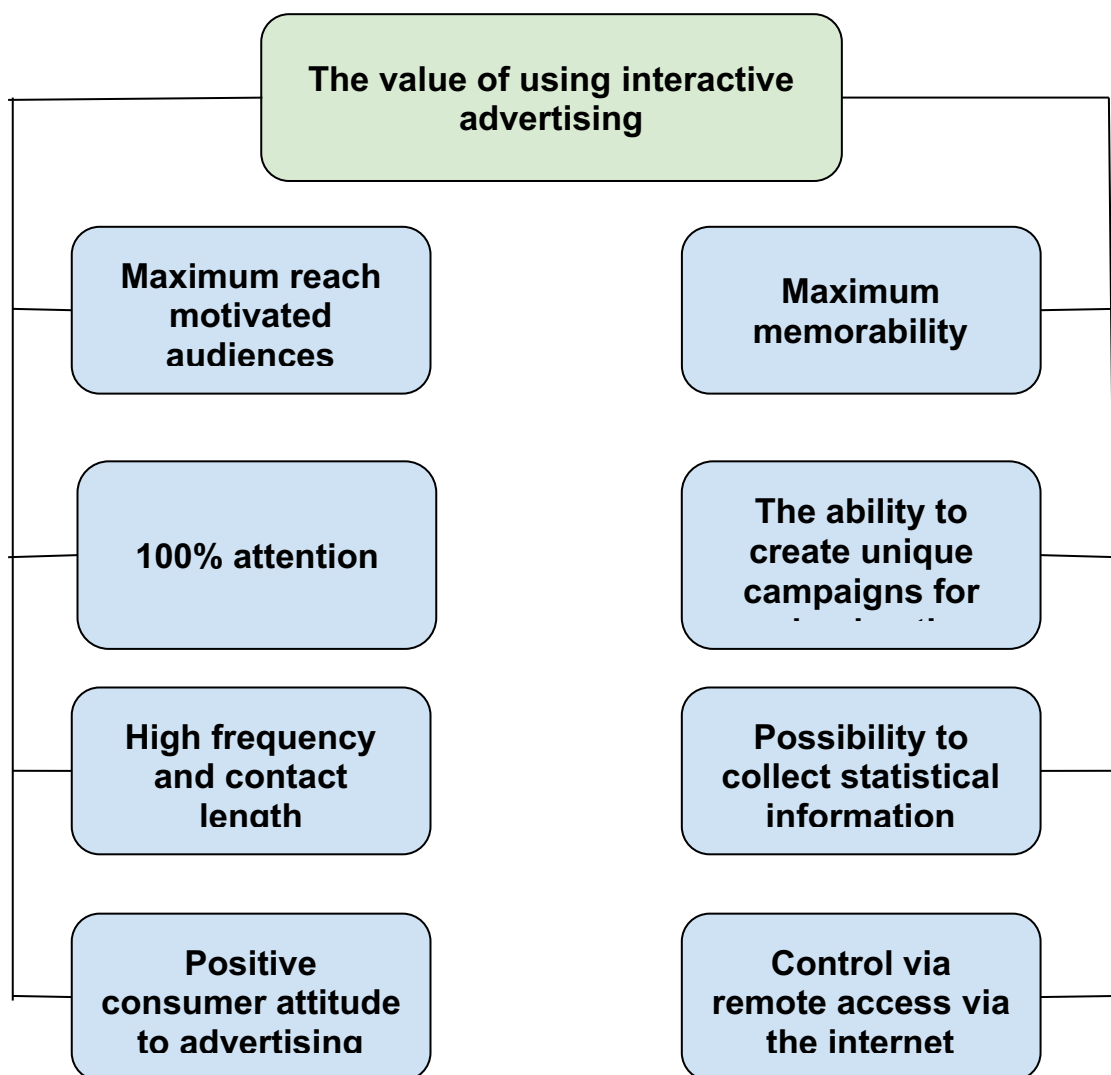 The value of using interactive
advertising
Maximum reach
motivated
audiences
Maximum
memorability
100% attention
The ability to
create unique
campaigns for
High frequency
and contact
length
Possibility to
collect statistical
information
Positive
consumer attitude
to advertising
Control via
remote access via
the internet